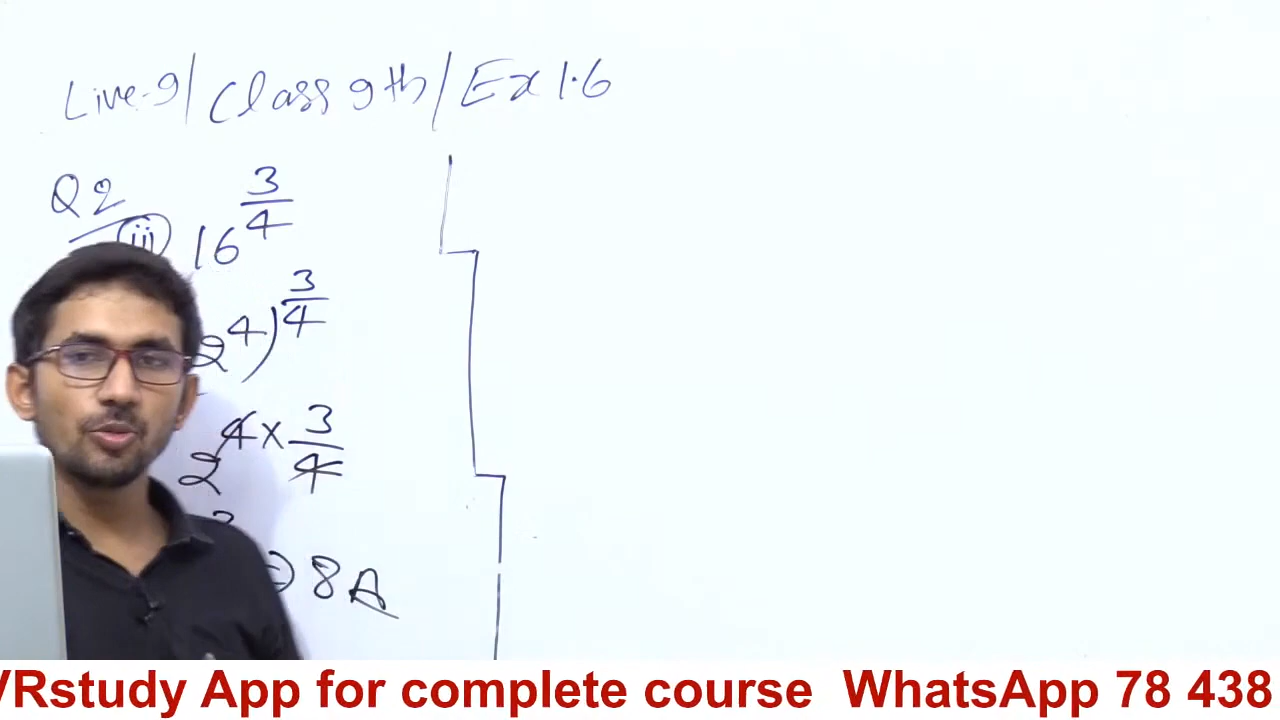 Live-9/Class 9th/Ex 1.6
Q2
(iii) 16^(3/4)
2^4)^(3/4)
2^(4×3/4)
8 A
VRstudy App for complete course WhatsApp 78 438